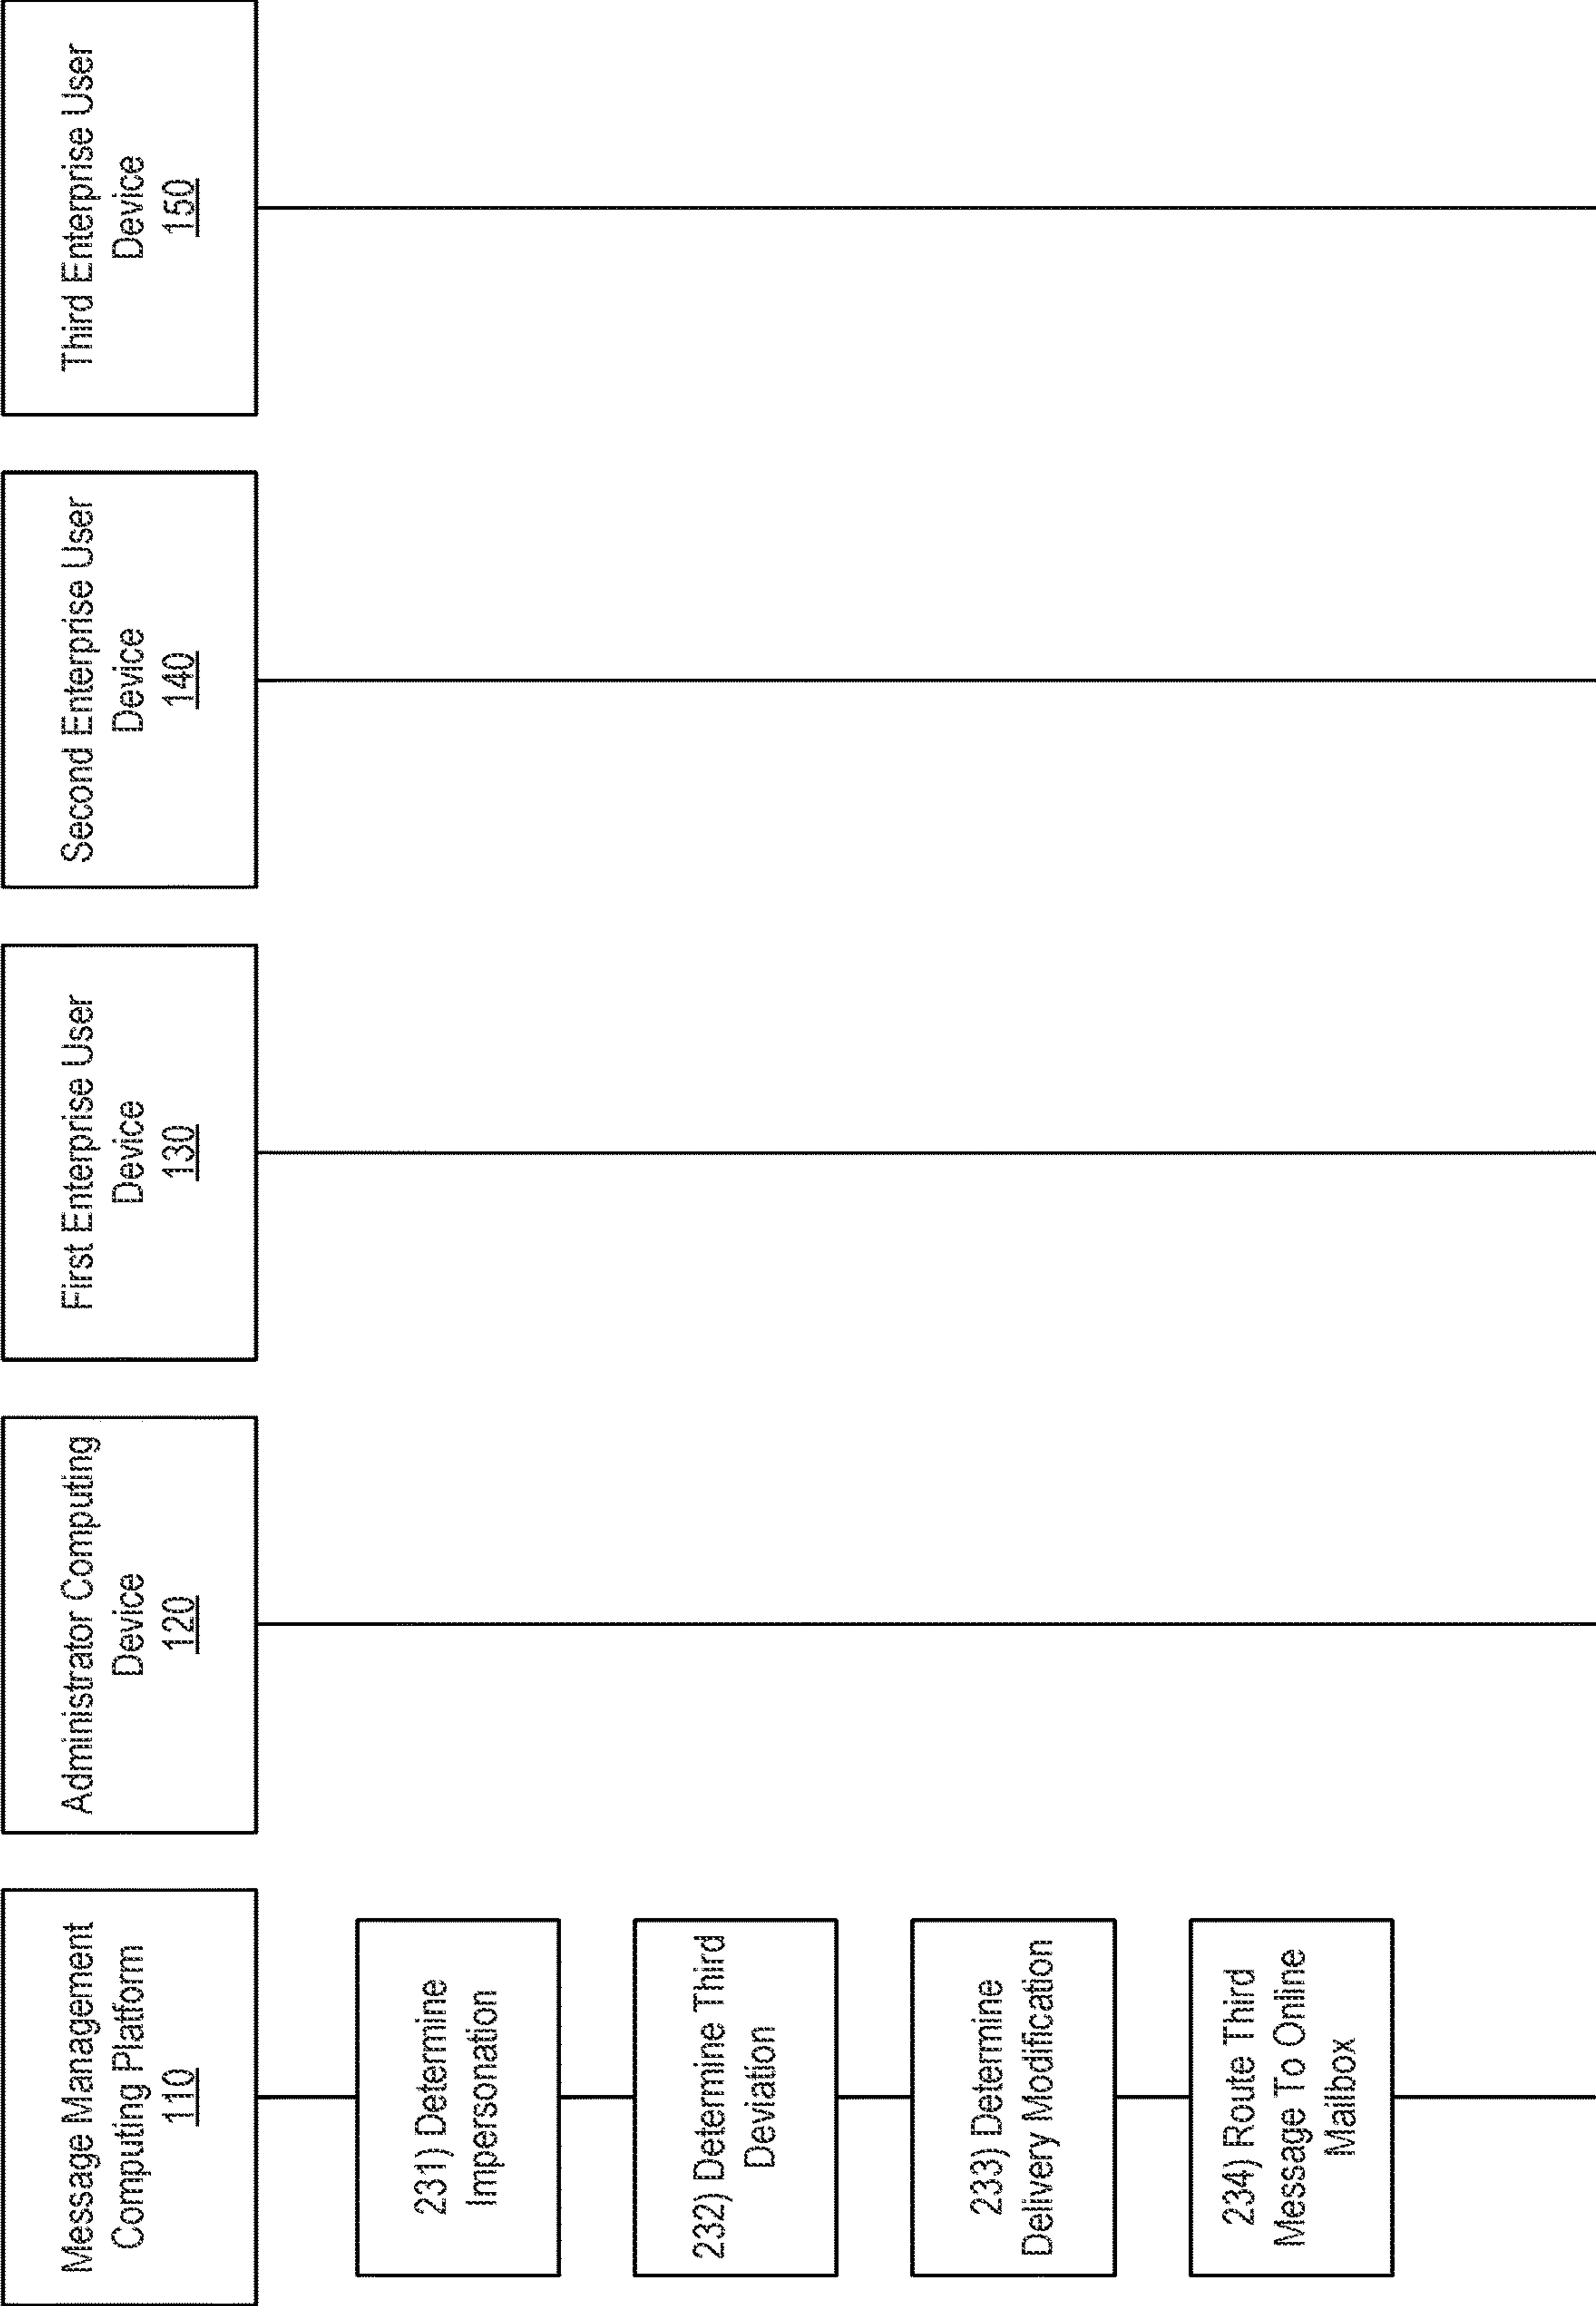 Message Management
Computing Platform
110
Administrator Computing
Device
120
First Enterprise User
Device
130
Second Enterprise User
Device
140
Third Enterprise User
Device
150
231) Determine
Impersonation
232) Determine Third
Deviation
233) Determine
Delivery Modification
234) Route Third
Message To Online
Mailbox